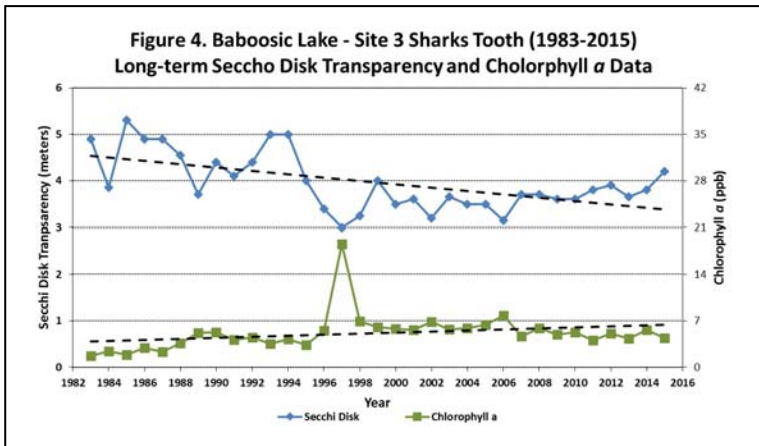 Figure 4. Baboosic Lake - Site 3 Sharks Tooth (1983-2015)
Long-term Seccho Disk Transparency and Cholorphyll a Data
Secchi Disk Tranpsarency (meters)
6
5
4
3
2
1
0
42
35
28
21
14
7
0
Chlorophyll a (ppb)
1982 1984 1986 1988 1990 1992 1994 1996 1998 2000 2002 2004 2006 2008 2010 2012 2014 2016
Year
Secchi Disk Chlorophyll a